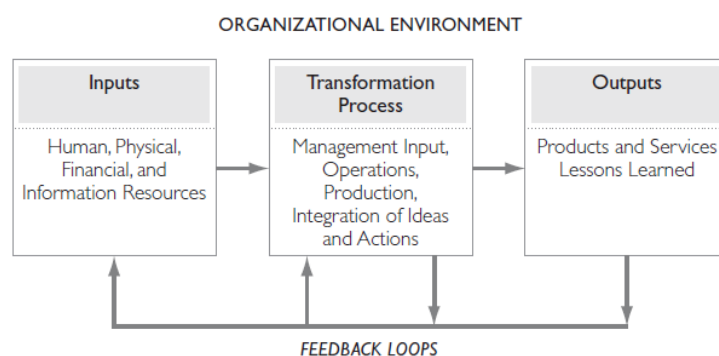 ORGANIZATIONAL ENVIRONMENT
Inputs
Human, Physical,
Financial, and
Information Resources
Transformation
Process
Management Input,
Operations,
Production,
Integration of Ideas
and Actions
Outputs
Products and Services
Lessons Learned
FEEDBACK LOOPS